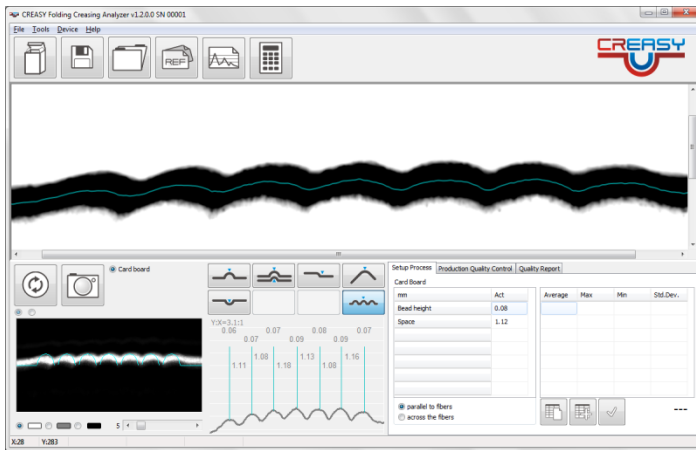 CREASY Folding Creasing Analyzer v1.2.0.0 SN 00001
File Tools Device Help
REF
CREASY
Card board
Setup Process Production Quality Control Quality Report
Card Board
mm Act
Bead height 0.08
Space 1.12
Average Max Min Std.Dev.
Y:X=3.1:1
0.06 0.07 0.08 0.07
0.07 0.09 0.09
1.11 1.08 1.18 1.13 1.08 1.16
parallel to fibers
across the fibers
---
5
X:28 Y:283